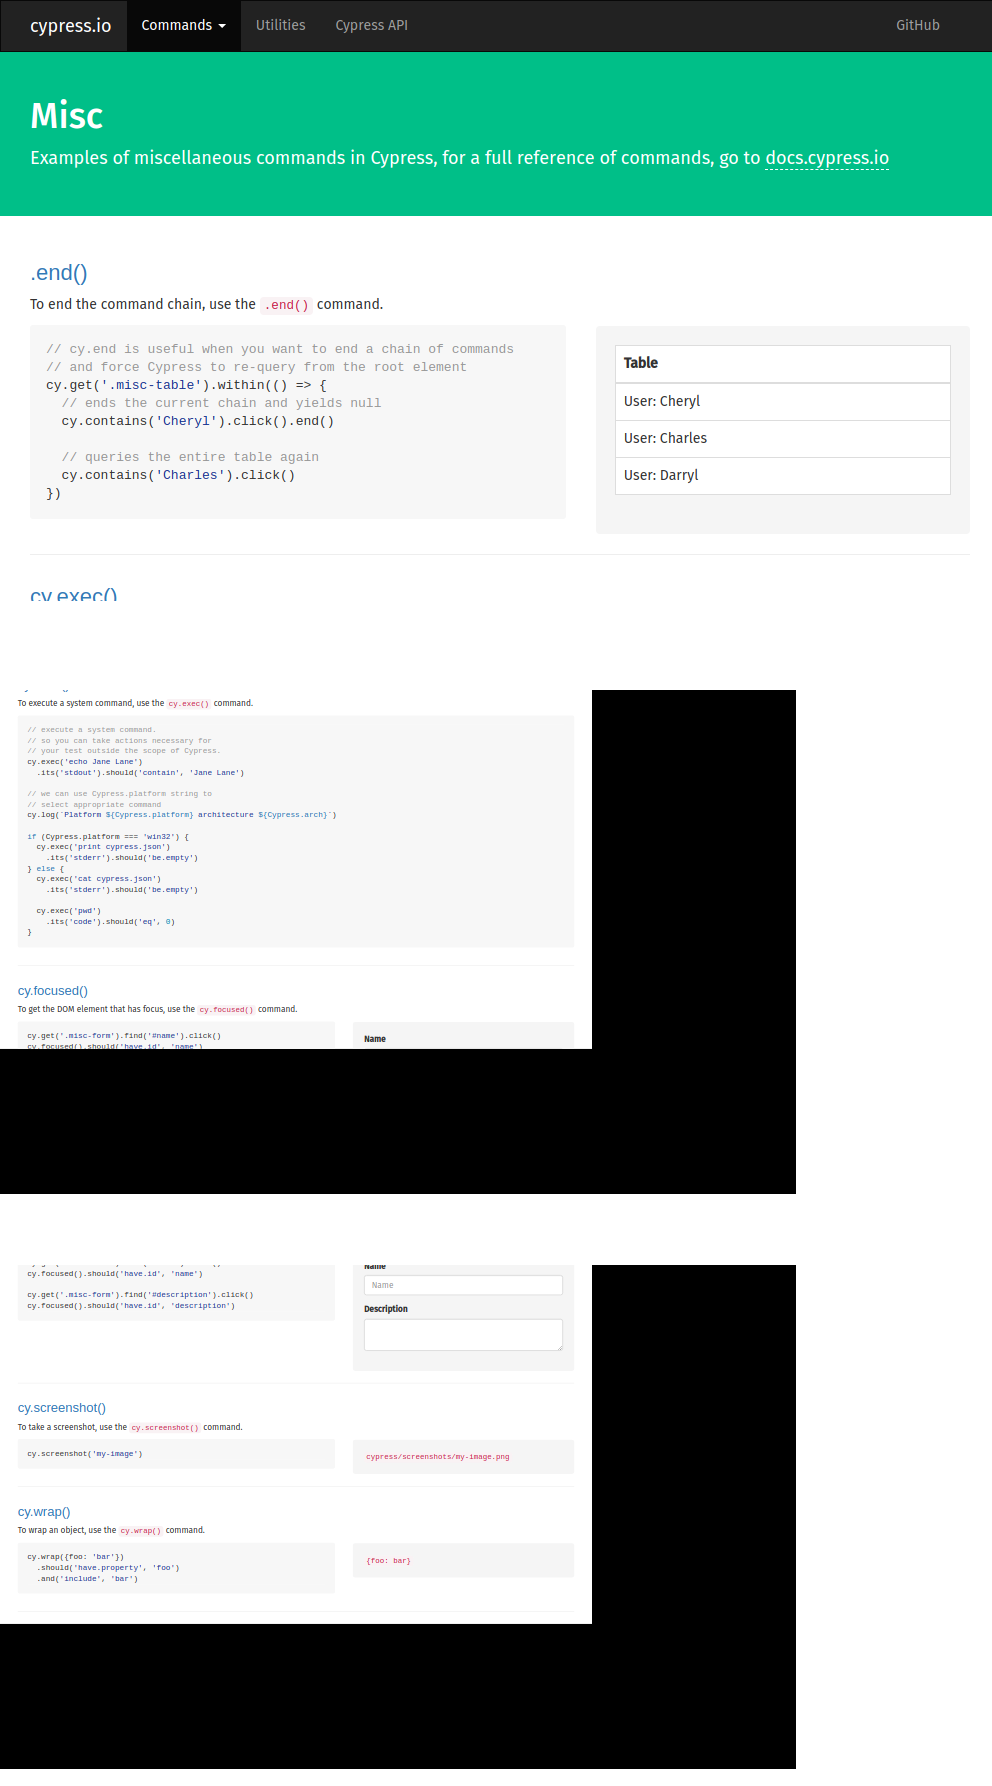 cypress.io Commands Utilities Cypress API GitHub
Misc
Examples of miscellaneous commands in Cypress, for a full reference of commands, go to docs.cypress.io
.end()
To end the command chain, use the .end() command.
// cy.end is useful when you want to end a chain of commands
// and force Cypress to re-query from the root element
cy.get('.misc-table').within(() => {
  // ends the current chain and yields null
  cy.contains('Cheryl').click().end()
  // queries the entire table again
  cy.contains('Charles').click()
})
Table
User: Cheryl
User: Charles
User: Darryl
cy.exec()
To execute a system command, use the cy.exec() command.
// execute a system command.
// so you can take actions necessary for
// your test outside the scope of Cypress.
cy.exec('echo Jane Lane')
  .its('stdout').should('contain', 'Jane Lane')
// we can use Cypress.platform string to
// select appropriate command
cy.log(`Platform ${Cypress.platform} architecture ${Cypress.arch}`)
if (Cypress.platform === 'win32') {
  cy.exec('print cypress.json')
    .its('stderr').should('be.empty')
} else {
  cy.exec('cat cypress.json')
    .its('stderr').should('be.empty')
  cy.exec('pwd')
    .its('code').should('eq', 0)
}
cy.focused()
To get the DOM element that has focus, use the cy.focused() command.
cy.get('.misc-form').find('#name').click()
cy.focused().should('have.id', 'name')
Name
cy.focused().should('have.id', 'name')
cy.get('.misc-form').find('#description').click()
cy.focused().should('have.id', 'description')
Name
Name
Description
cy.screenshot()
To take a screenshot, use the cy.screenshot() command.
cy.screenshot('my-image')
cypress/screenshots/my-image.png
cy.wrap()
To wrap an object, use the cy.wrap() command.
cy.wrap({foo: 'bar'})
  .should('have.property', 'foo')
  .and('include', 'bar')
{foo: bar}